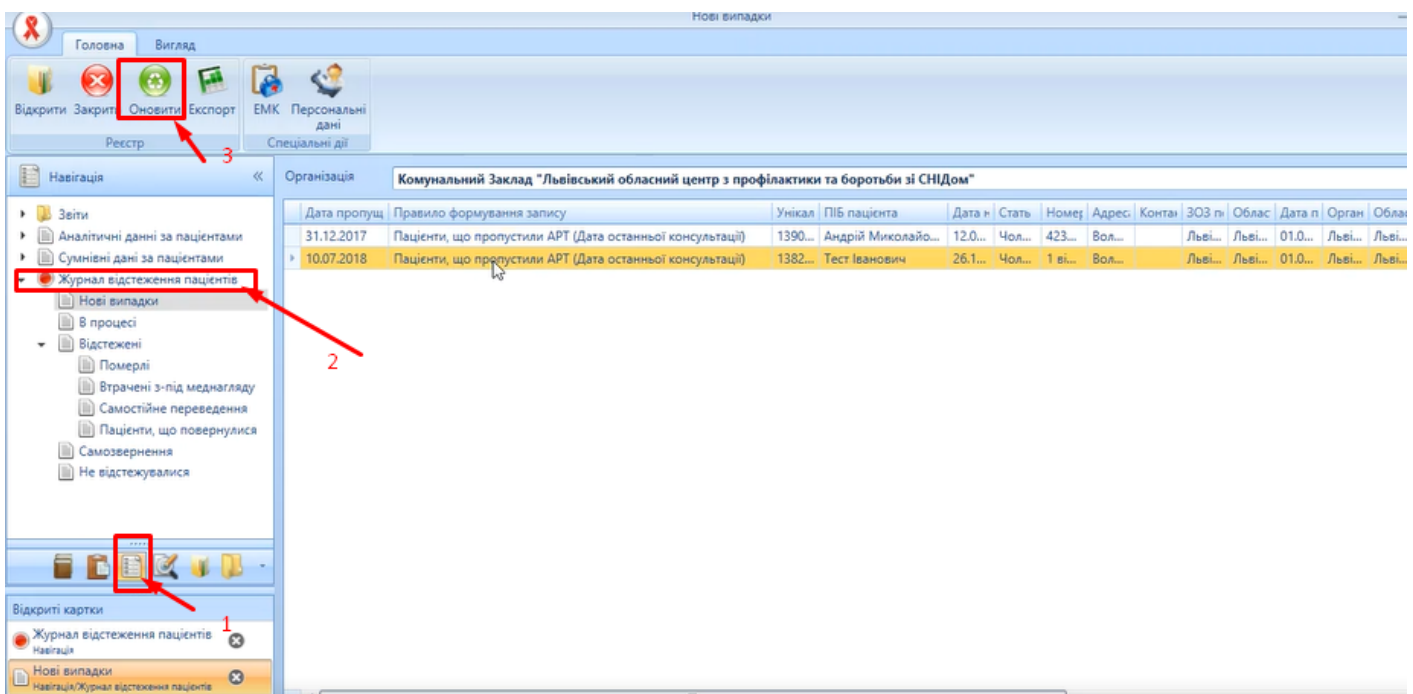 Нові випадки
Головна Вигляд
Відкрити Закрити Оновити Експорт ЕМК Персональні дані
Реєстр Спеціальні дії
3
Навігація Організація Комунальний Заклад "Львівський обласний центр з профілактики та боротьби зі СНІДом"
Дата пропущ Правило формування запису Унікал ПІБ пацієнта Дата н Стать Номер Адрес. Контак ЗОЗ п Облас Дата п Орган Облас
31.12.2017 Пацієнти, що пропустили АРТ (Дата останньої консультації) 1390... Андрій Миколайо... 12.0... Чол... 423... Вол... Льві... Льві... 01.0... Льві... Льві...
10.07.2018 Пацієнти, що пропустили АРТ (Дата останньої консультації) 1382... Тест Іванович 26.1... Чол... 1 ві... Вол... Льві... Льві... 01.0... Льві... Льві...
Звіти
Аналітичні данні за пацієнтами
Сумнівні дані за пацієнтами
Журнал відстеження пацієнтів
Нові випадки
В процесі
Відстежені
Померлі
Втрачені з-під меднагляду
Самостійне переведення
Пацієнти, що повернулися
Самозвернення
Не відстежувалися
2
1
Відкриті картки
Журнал відстеження пацієнтів
Навігація
Нові випадки
Навігація/Журнал відстеження пацієнтів